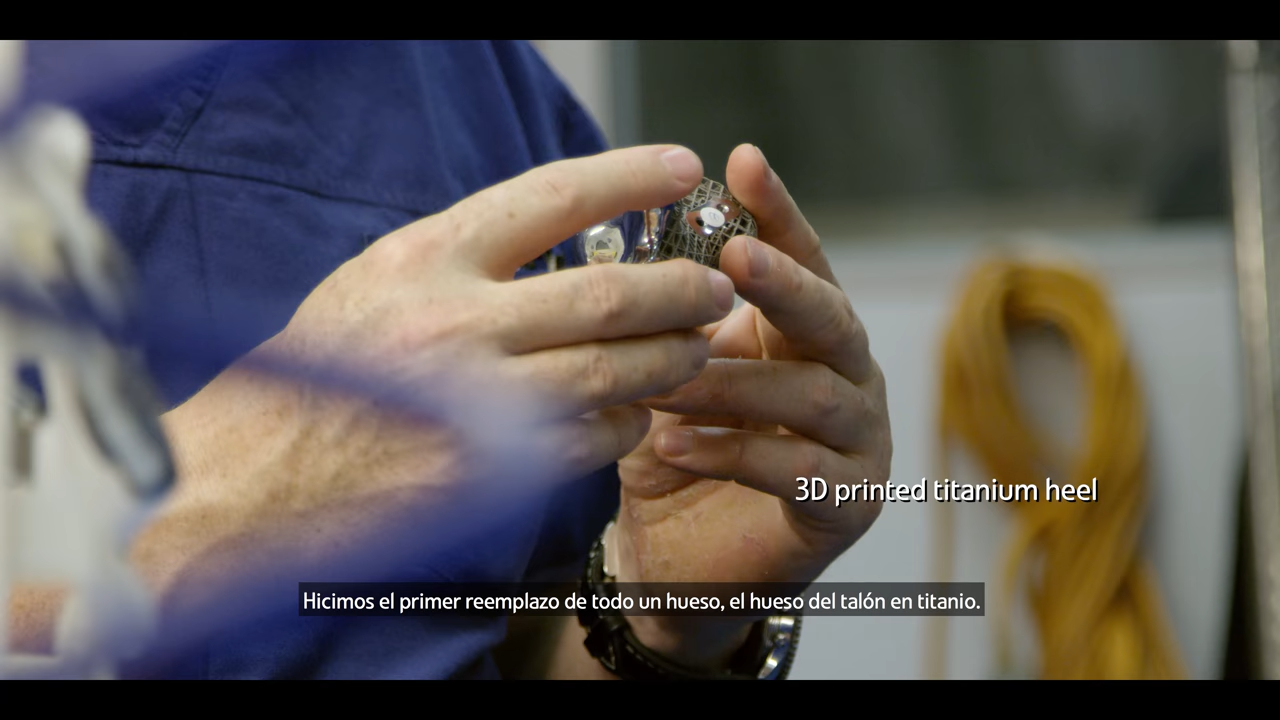 3D printed titanium heel
Hicimos el primer reemplazo de todo un hueso, el hueso del talón en titanio.